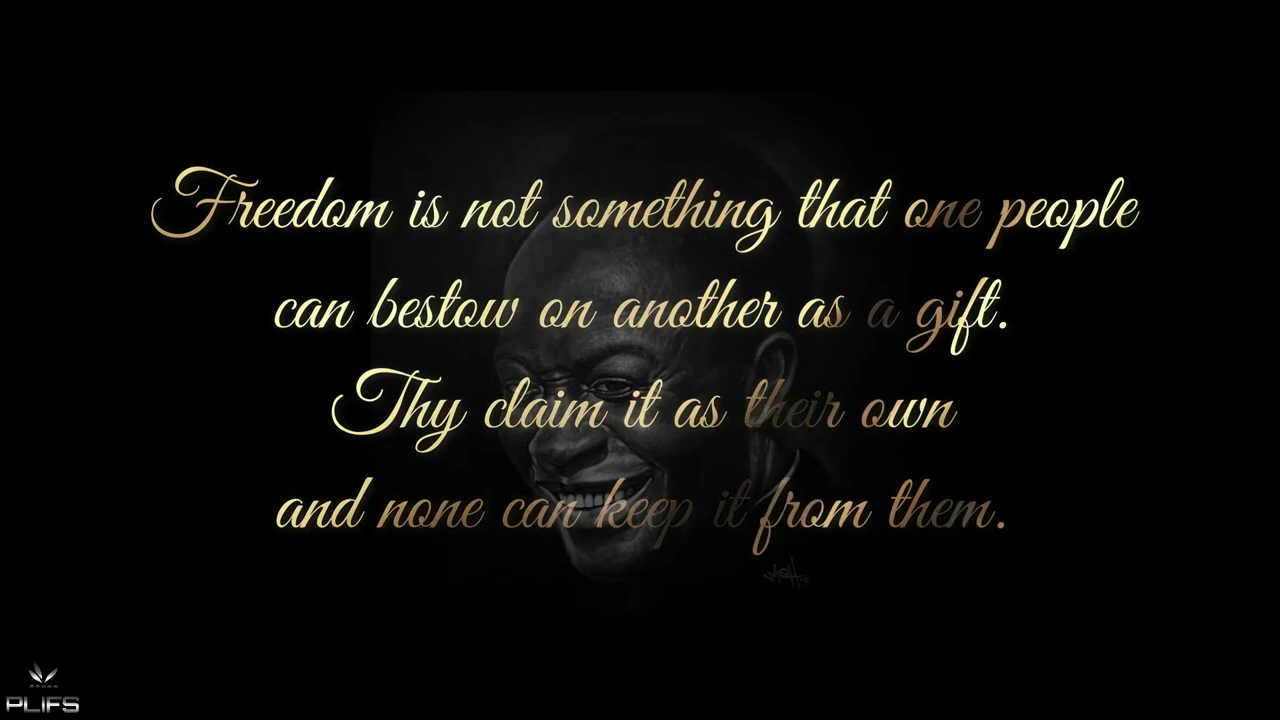 Freedom is not something that one people
can bestow on another as a gift.
Thy claim it as their own
and none can keep it from them.
PLIFS